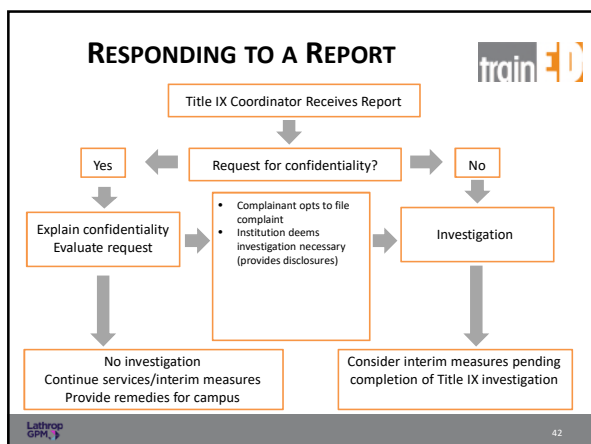 RESPONDING TO A REPORT
trainED
Title IX Coordinator Receives Report
Yes
Request for confidentiality?
No
Explain confidentiality
Evaluate request
• Complainant opts to file
complaint
• Institution deems
investigation necessary
(provides disclosures)
Investigation
No investigation
Continue services/interim measures
Provide remedies for campus
Consider interim measures pending
completion of Title IX investigation
Lathrop
GPM
42